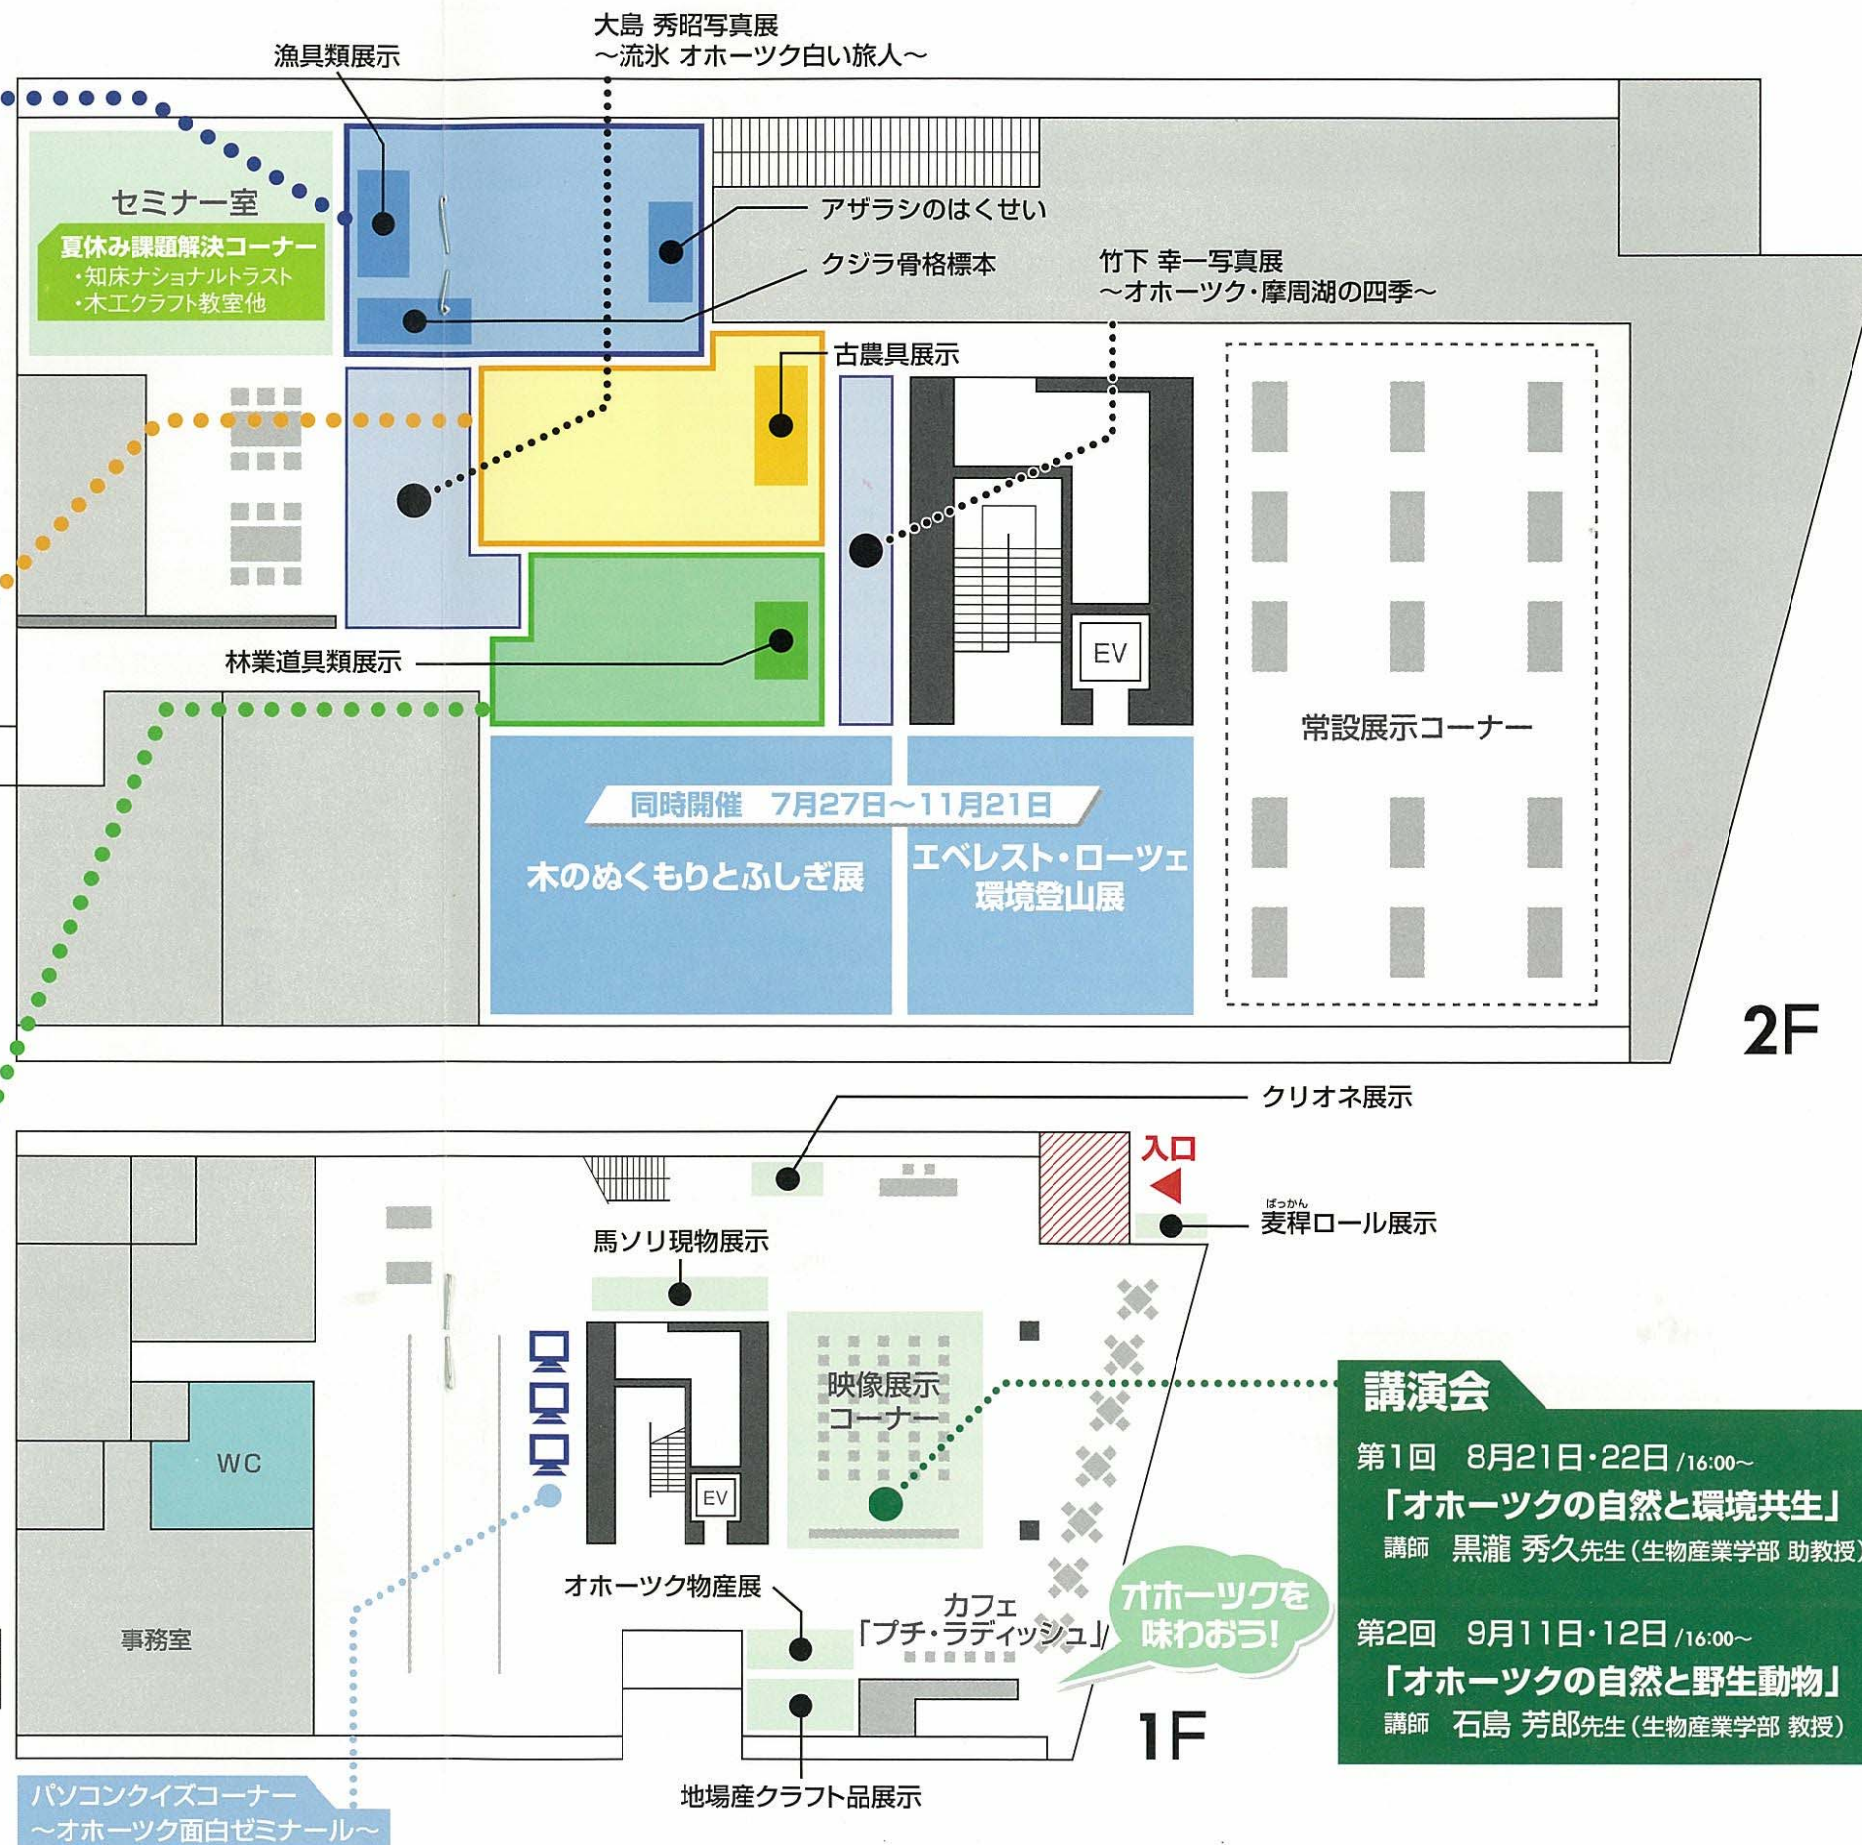 大島 秀昭写真展
～流氷 オホーツク白い旅人～
漁具類展示
セミナー室
夏休み課題解決コーナー
・知床ナショナルトラスト
・木工クラフト教室他
アザラシのはくせい
クジラ骨格標本
竹下 幸一写真展
～オホーツク・摩周湖の四季～
古農具展示
林業道具類展示
EV
常設展示コーナー
同時開催　7月27日～11月21日
木のぬくもりとふしぎ展
エベレスト・ローツェ
環境登山展
2F
クリオネ展示
入口
ばっかん
麦稈ロール展示
馬ソリ現物展示
映像展示
コーナー
WC
EV
オホーツク物産展
カフェ
「プチ・ラディッシュ」
オホーツクを
味わおう!
事務室
1F
地場産クラフト品展示
パソコンクイズコーナー
～オホーツク面白ゼミナール～
講演会
第1回　8月21日・22日/16:00～
「オホーツクの自然と環境共生」
講師　黒瀧 秀久先生（生物産業学部 助教授）
第2回　9月11日・12日/16:00～
「オホーツクの自然と野生動物」
講師　石島 芳郎先生（生物産業学部 教授）